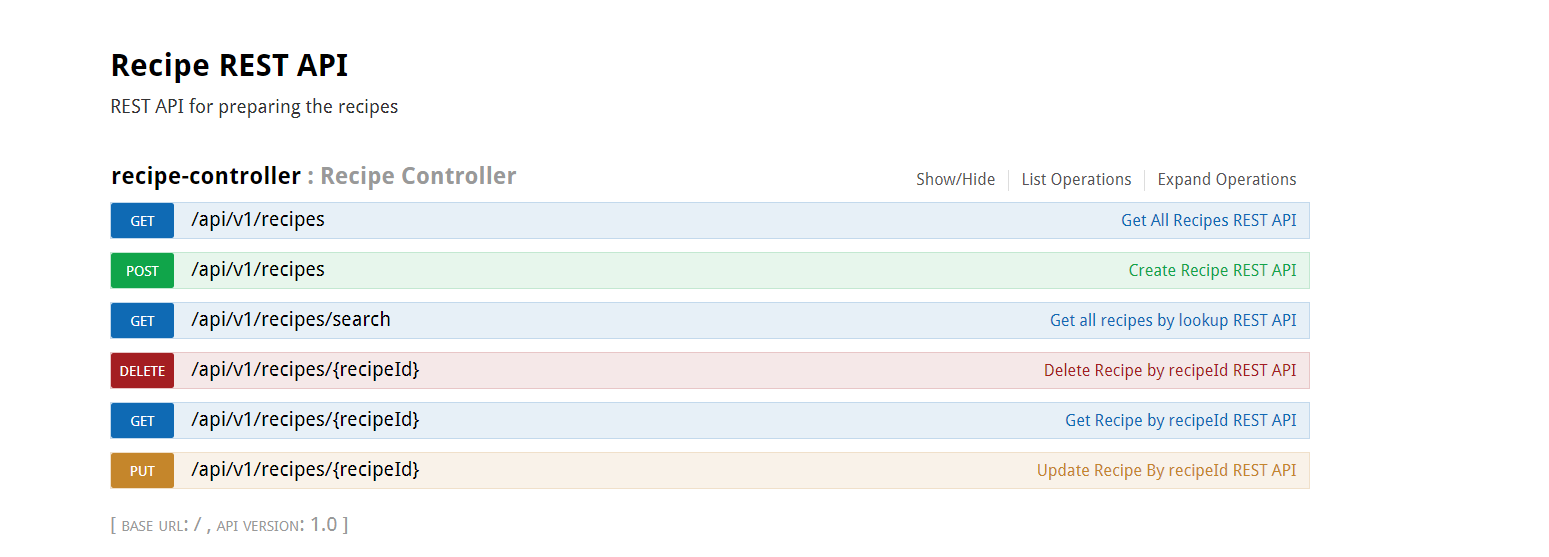 Recipe REST API
REST API for preparing the recipes
recipe-controller : Recipe Controller Show/Hide List Operations Expand Operations
GET /api/v1/recipes Get All Recipes REST API
POST /api/v1/recipes Create Recipe REST API
GET /api/v1/recipes/search Get all recipes by lookup REST API
DELETE /api/v1/recipes/{recipeId} Delete Recipe by recipeId REST API
GET /api/v1/recipes/{recipeId} Get Recipe by recipeId REST API
PUT /api/v1/recipes/{recipeId} Update Recipe By recipeId REST API
[ BASE URL: / , API VERSION: 1.0 ]